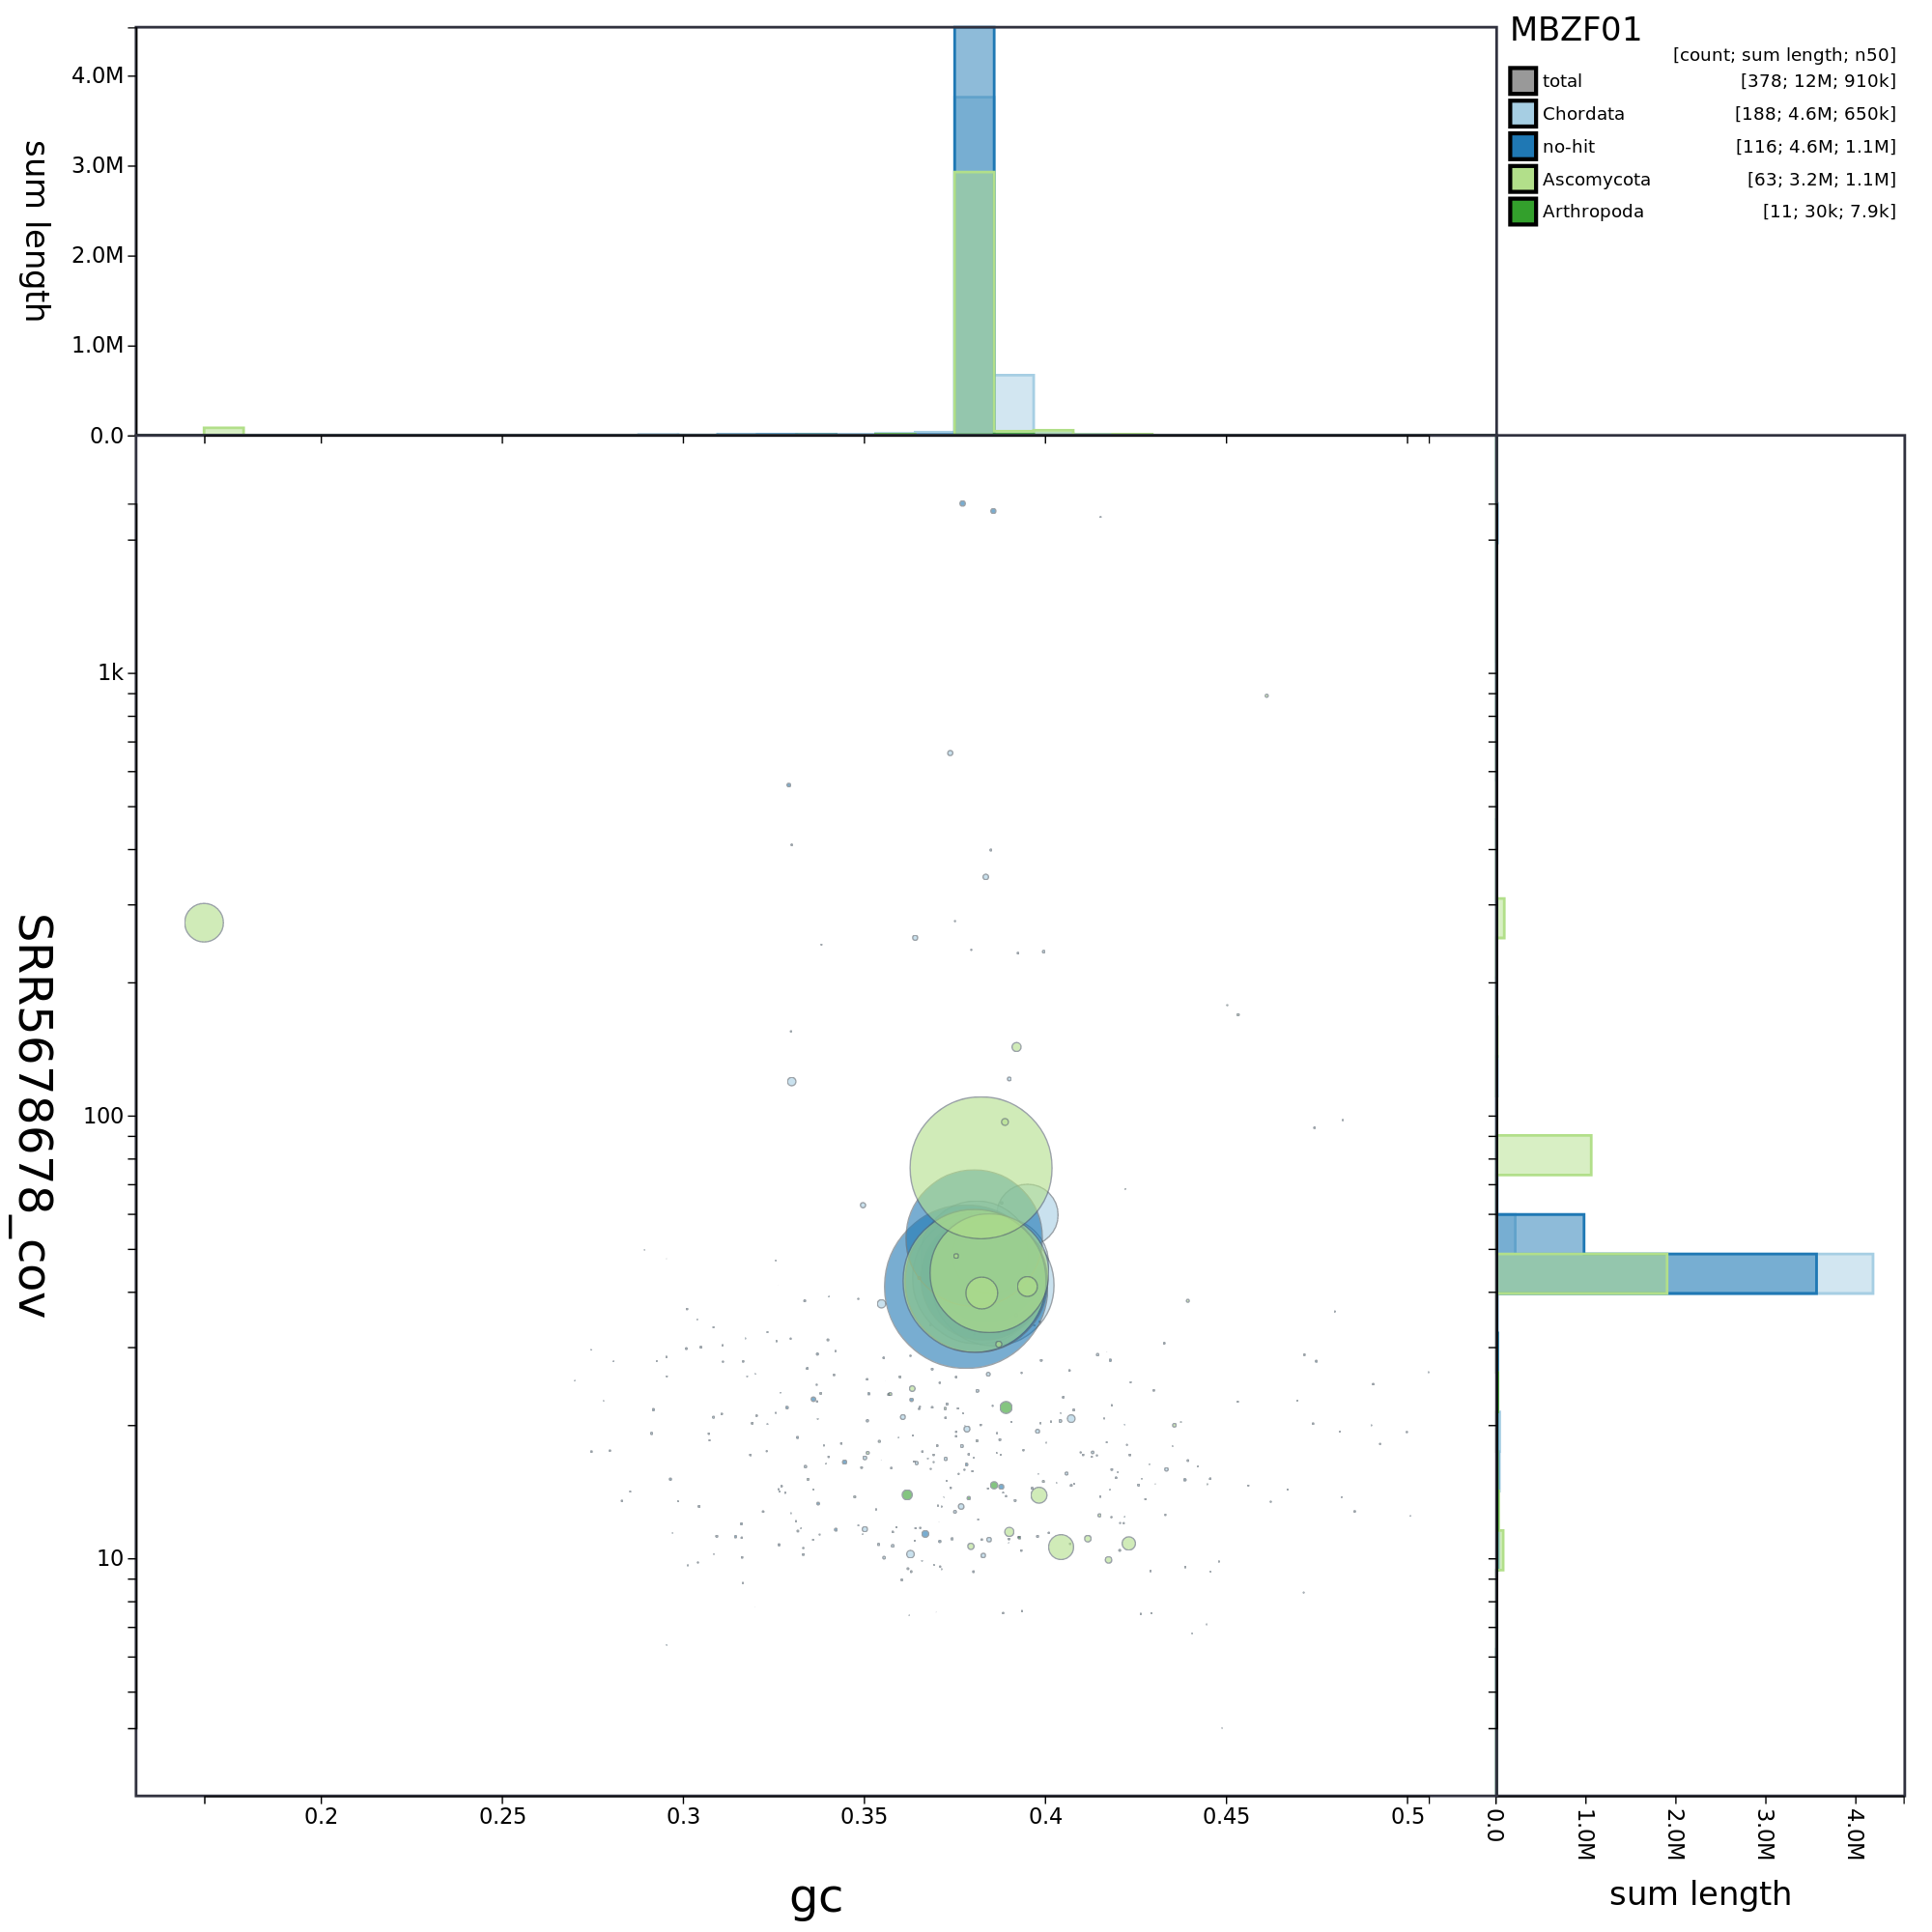 MBZF01
[count; sum length; n50]
total [378; 12M; 910k]
Chordata [188; 4.6M; 650k]
no-hit [116; 4.6M; 1.1M]
Ascomycota [63; 3.2M; 1.1M]
Arthropoda [11; 30k; 7.9k]
sum length
4.0M
3.0M
2.0M
1.0M
0.0
SRR5678678_cov
1k
100
10
0.2 0.25 0.3 0.35 0.4 0.45 0.5
gc
0.0 1.0M 2.0M 3.0M 4.0M
sum length